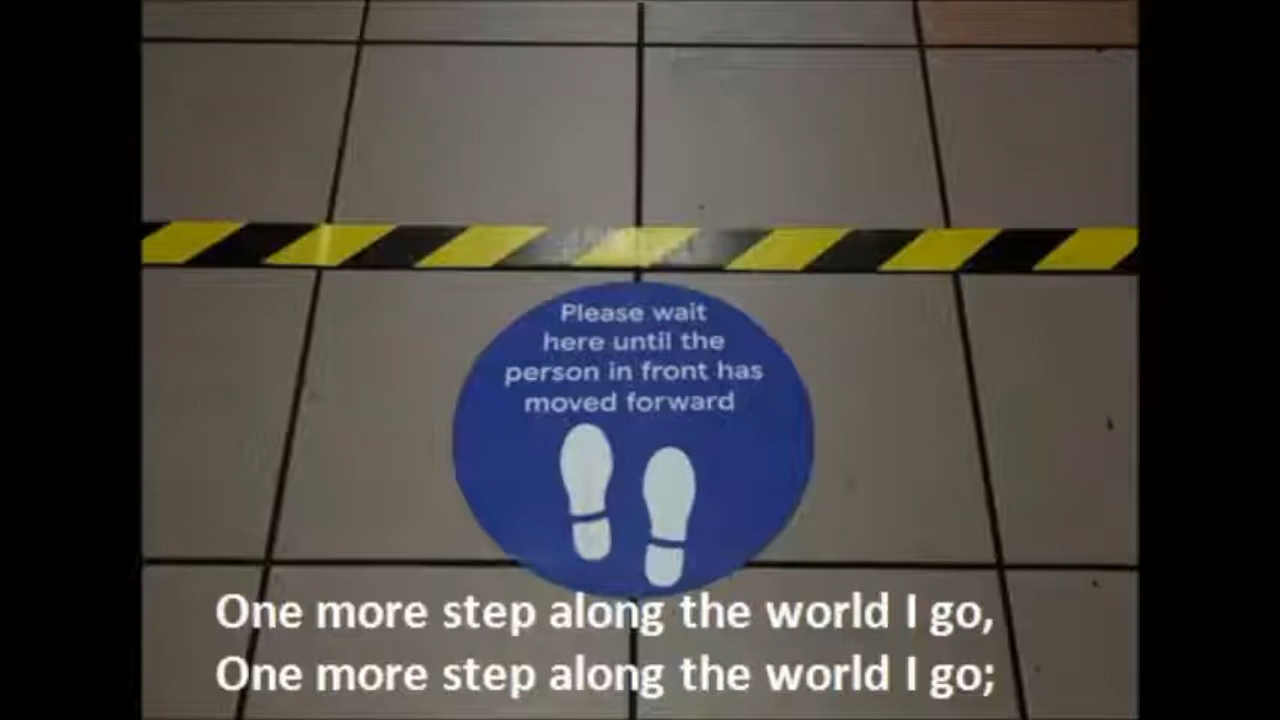 Please wait
here until the
person in front has
moved forward
One more step along the world I go,
One more step along the world I go;